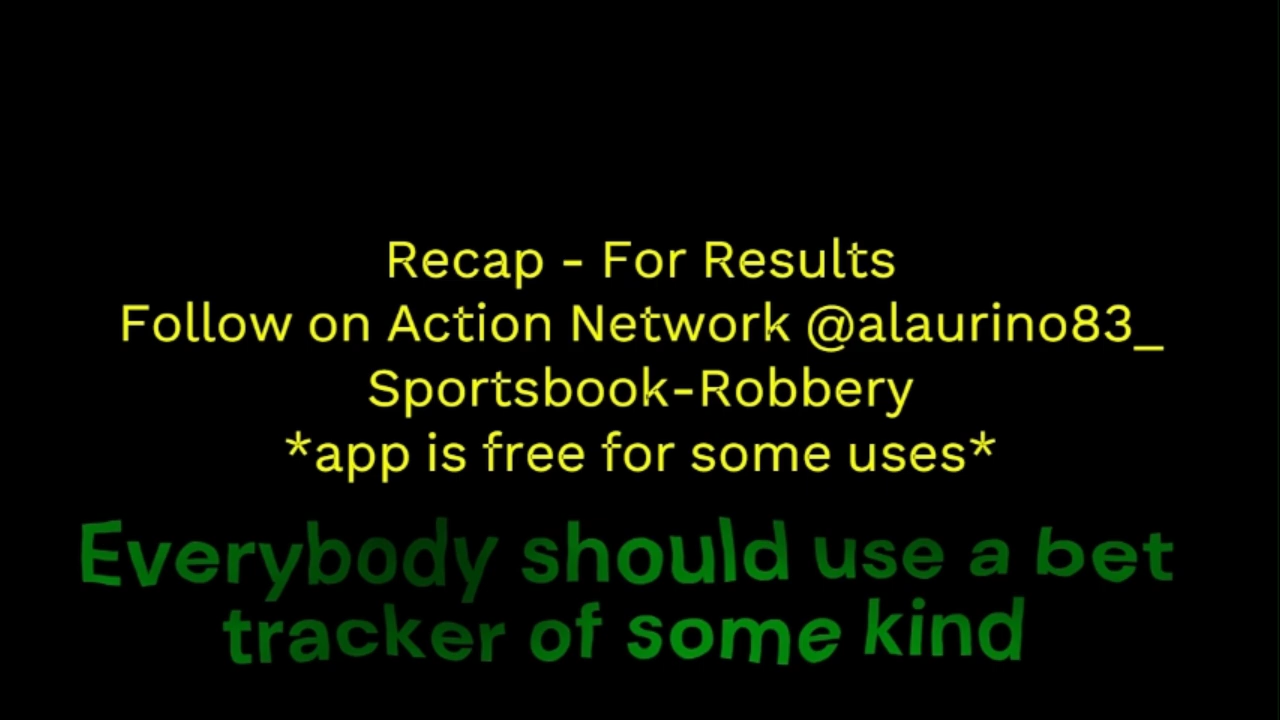 Recap - For Results
Follow on Action Network @alaurino83_
Sportsbook-Robbery
*app is free for some uses*
Everybody should use a bet
tracker of some kind